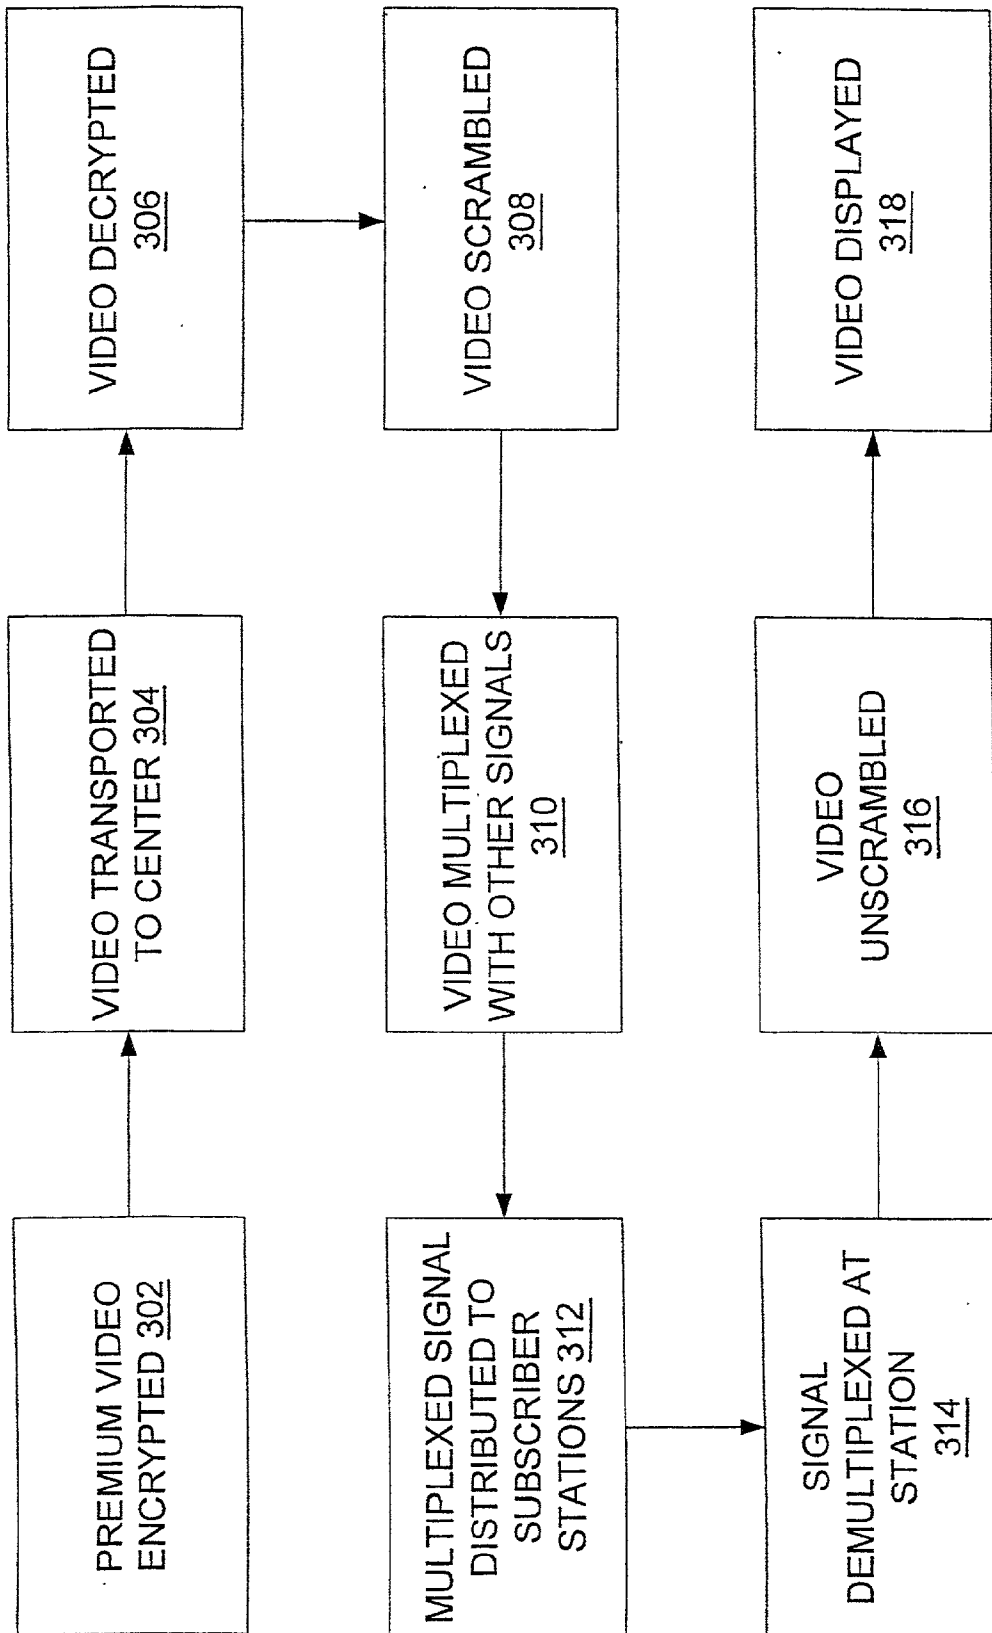 PREMIUM VIDEO
ENCRYPTED 302
VIDEO TRANSPORTED
TO CENTER 304
VIDEO DECRYPTED
306
VIDEO SCRAMBLED
308
VIDEO MULTIPLEXED
WITH OTHER SIGNALS
310
MULTIPLEXED SIGNAL
DISTRIBUTED TO
SUBSCRIBER
STATIONS 312
SIGNAL
DEMULTIPLEXED AT
STATION
314
VIDEO
UNSCRAMBLED
316
VIDEO DISPLAYED
318